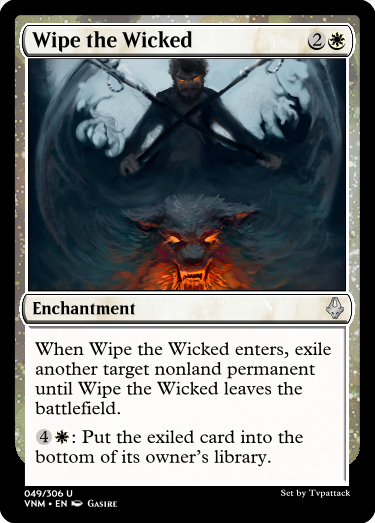 Wipe the Wicked 2
Enchantment
When Wipe the Wicked enters, exile
another target nonland permanent
until Wipe the Wicked leaves the
battlefield.
4 : Put the exiled card into the
bottom of its owner's library.
049/306 U
VNM • EN Gasire
Set by Tvpattack